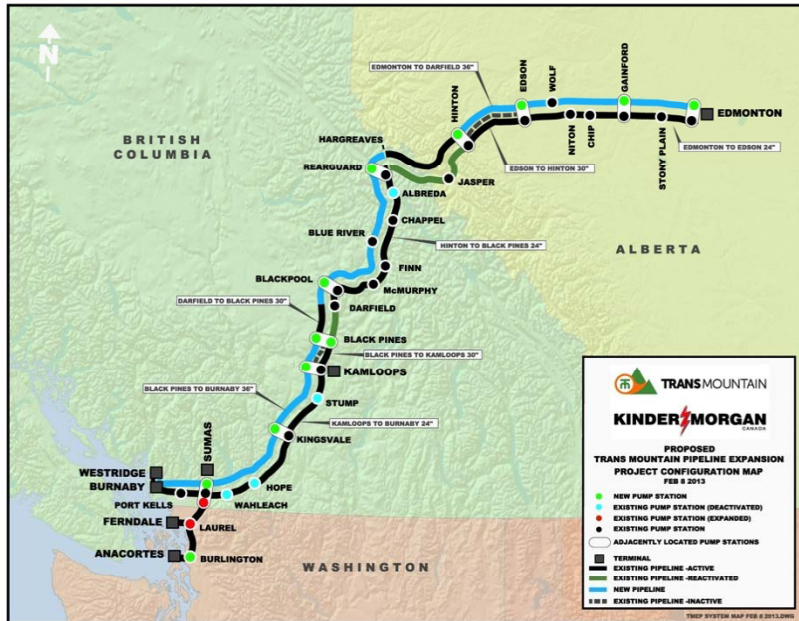 N
BRITISH
COLUMBIA
ALBERTA
WASHINGTON
EDMONTON TO DARFIELD 36"
HINTON
EDSON
WOLF
GAINFORD
EDMONTON
NITON
CHIP
STONY PLAIN
EDMONTON TO EDSON 24"
EDSON TO HINTON 30"
HARGREAVES
REARGUARD
JASPER
ALBREDA
CHAPPEL
BLUE RIVER
HINTON TO BLACK PINES 24"
FINN
BLACKPOOL
McMURPHY
DARFIELD TO BLACK PINES 30"
DARFIELD
BLACK PINES
BLACK PINES TO KAMLOOPS 30"
KAMLOOPS
BLACK PINES TO BURNABY 36"
STUMP
KAMLOOPS TO BURNABY 24"
KINGSVALE
SUMAS
WESTRIDGE
BURNABY
HOPE
PORT KELLS
WAHLEACH
FERNDALE
LAUREL
ANACORTES
BURLINGTON
TRANSMOUNTAIN
KINDER MORGAN
CANADA
PROPOSED
TRANS MOUNTAIN PIPELINE EXPANSION
PROJECT CONFIGURATION MAP
FEB 8 2013
NEW PUMP STATION
EXISTING PUMP STATION (DEACTIVATED)
EXISTING PUMP STATION (EXPANDED)
EXISTING PUMP STATION
ADJACENTLY LOCATED PUMP STATIONS
TERMINAL
EXISTING PIPELINE -ACTIVE
EXISTING PIPELINE -REACTIVATED
NEW PIPELINE
EXISTING PIPELINE -INACTIVE
TMEP SYSTEM MAP FEB 8 2013.DWG